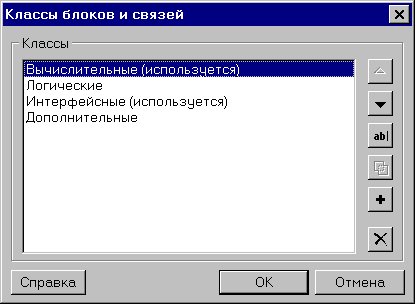 Классы блоков и связей
Классы
Вычислительные (используется)
Логические
Интерфейсные (используется)
Дополнительные
ab|
Справка
OK
Отмена